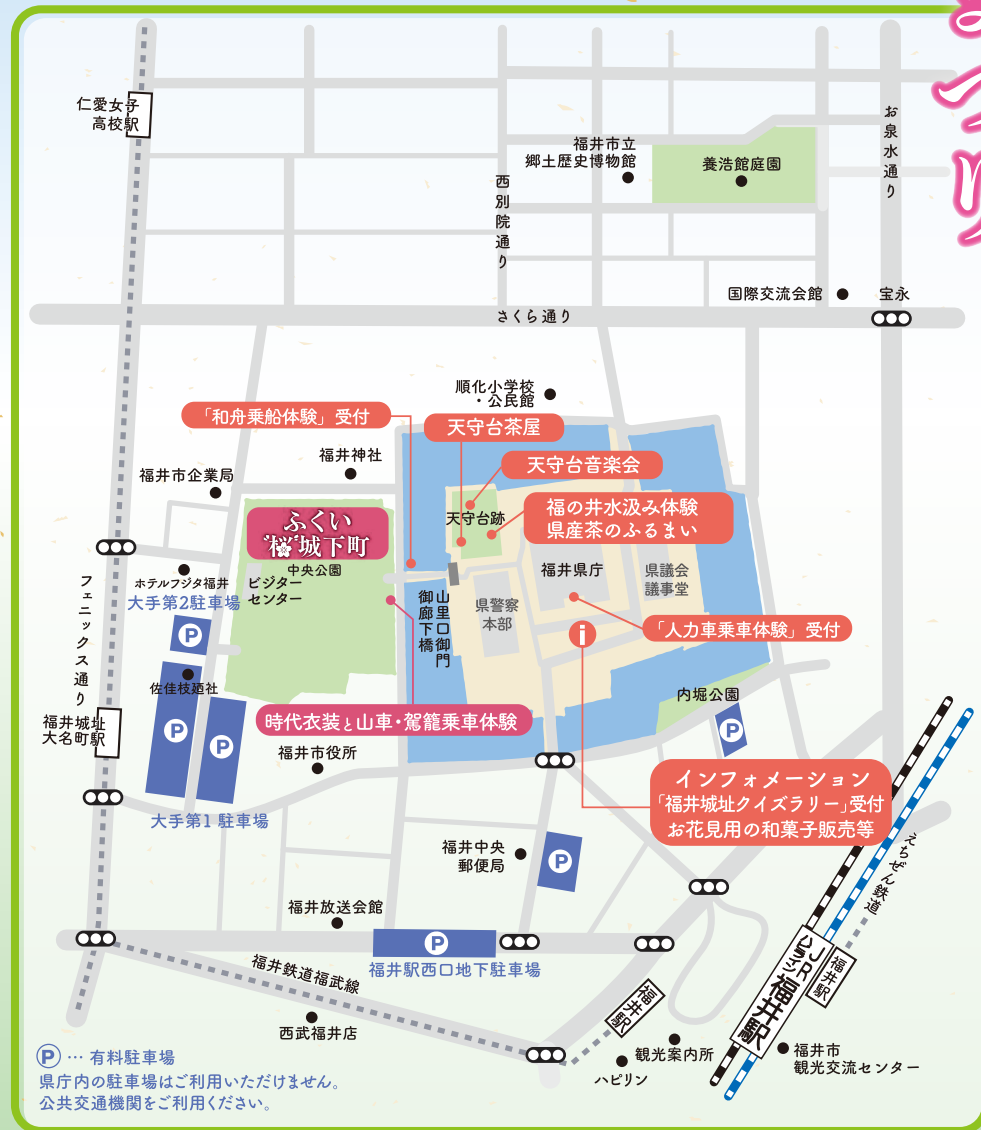 まつり
仁愛女子
高校駅
福井市立
郷土歴史博物館
養浩館庭園
お泉水通り
西別院通り
国際交流会館
宝永
さくら通り
順化小学校
・公民館
「和舟乗船体験」受付
天守台茶屋
福井神社
天守台音楽会
福井市企業局
福の井水汲み体験
県産茶のふるまい
天守台跡
ふくい
桜城下町
中央公園
福井県庁
県議会
議事堂
ホテルフジタ福井
ビジター
センター
大手第2駐車場
フェニックス通り
山里口御門
御廊下橋
県警察
本部
「人力車乗車体験」受付
i
P
佐佳枝廼社
P
P
内堀公園
P
福井城址
大名町駅
時代衣装と山車・駕籠乗車体験
福井市役所
インフォメーション
「福井城址クイズラリー」受付
お花見用の和菓子販売等
大手第1 駐車場
福井中央
郵便局
P
えちぜん鉄道
福井放送会館
P
福井駅西口地下駐車場
福井鉄道福武線
JR
ハピライン
福井駅
福井駅
福井駅
西武福井店
観光案内所
ハピリン
福井市
観光交流センター
P … 有料駐車場
県庁内の駐車場はご利用いただけません。
公共交通機関をご利用ください。